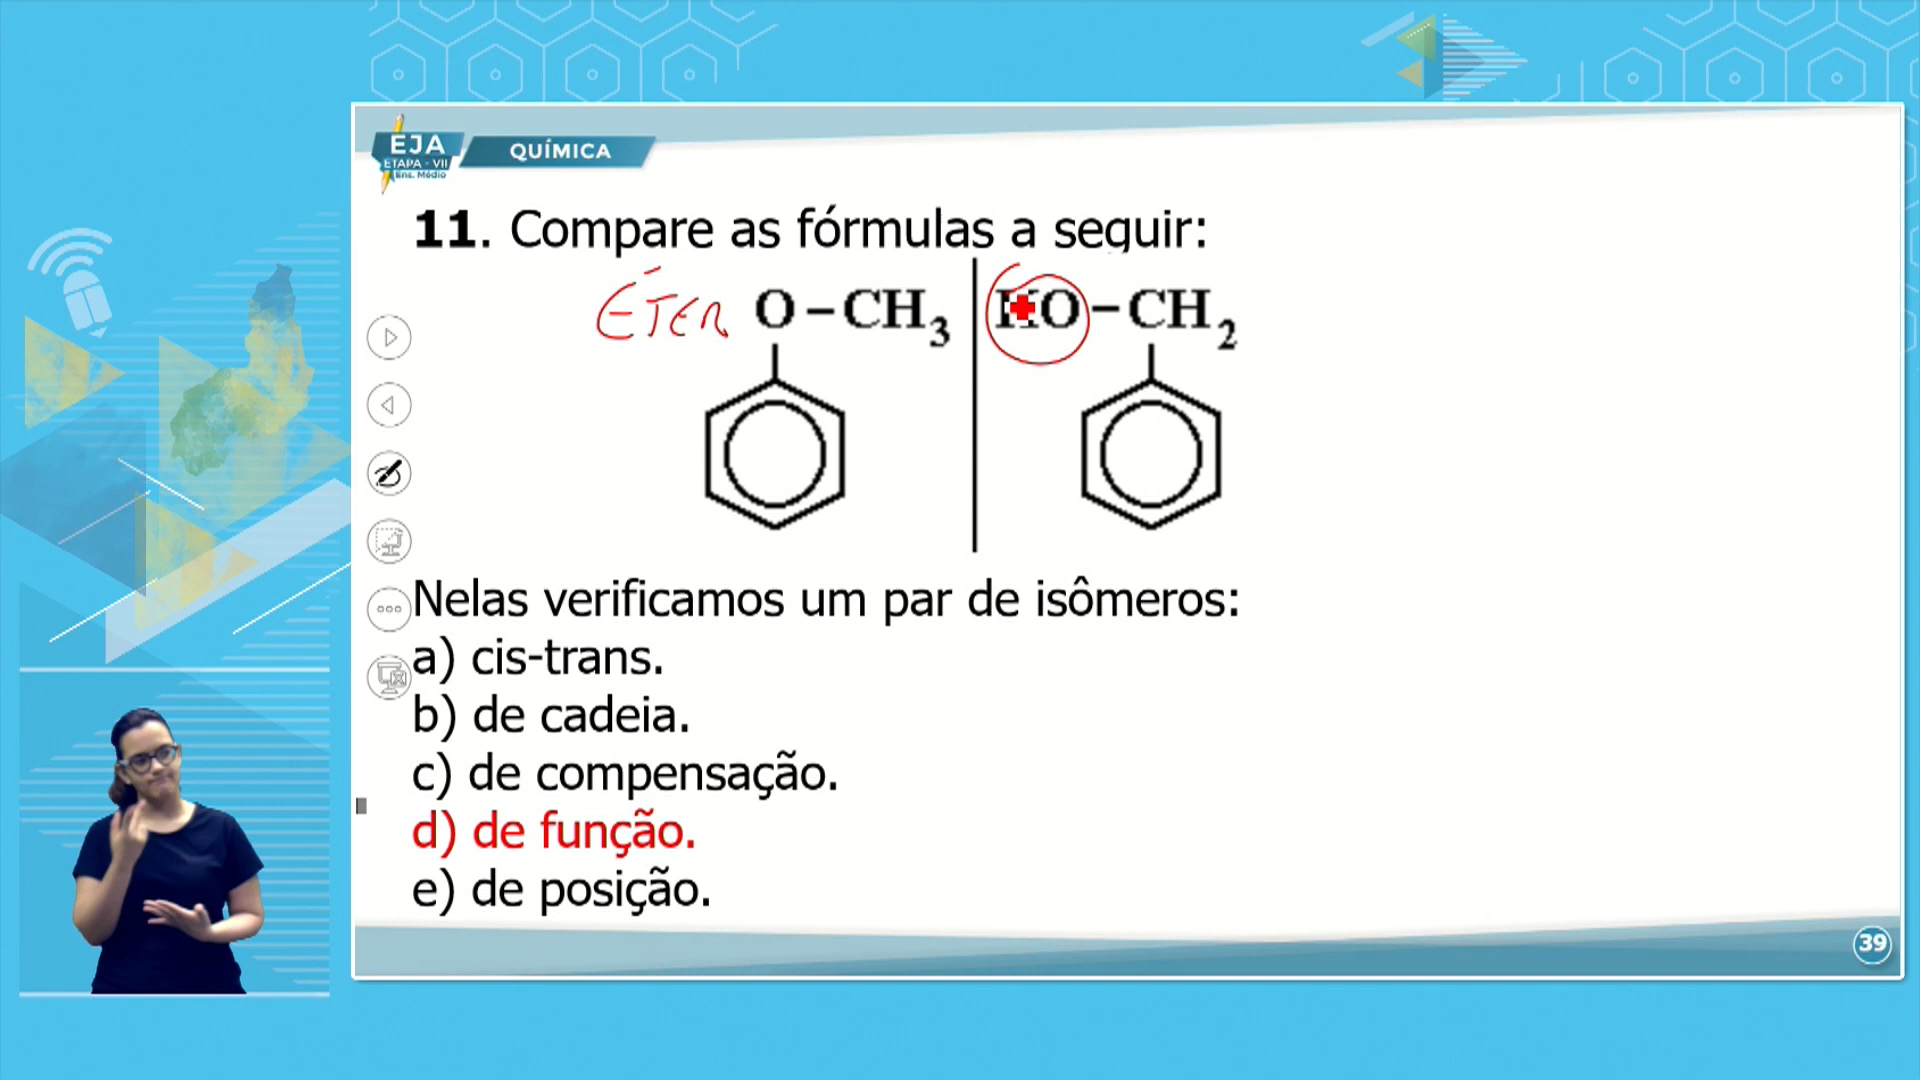 EJA
ETAPA - VII
Ens. Médio
QUÍMICA
11. Compare as fórmulas a seguir:
ÉTER O – CH3 HO – CH2
Nelas verificamos um par de isômeros:
a) cis-trans.
b) de cadeia.
c) de compensação.
d) de função.
e) de posição.
39